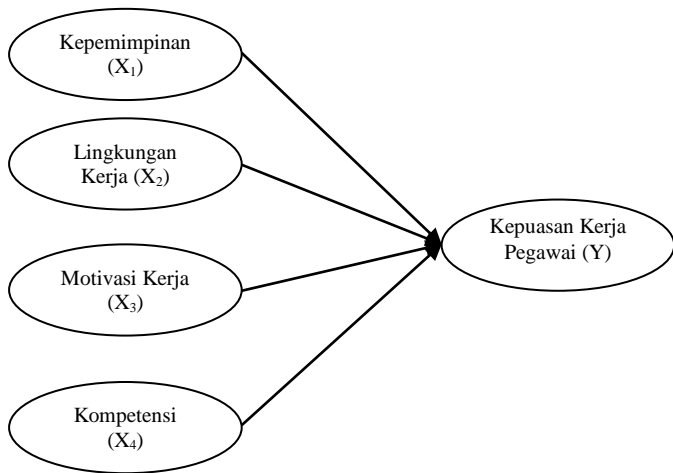 Kepemimpinan
(X₁)
Lingkungan
Kerja (X₂)
Motivasi Kerja
(X₃)
Kompetensi
(X₄)
Kepuasan Kerja
Pegawai (Y)